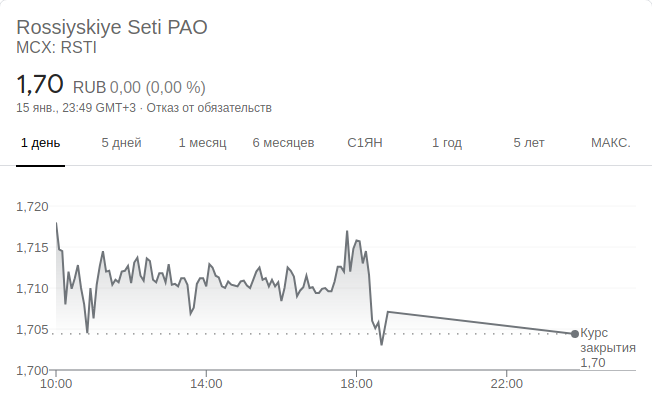 Rossiyskiye Seti PAO
MCX: RSTI
1,70 RUB 0,00 (0,00 %)
15 янв., 23:49 GMT+3 · Отказ от обязательств
1 день 5 дней 1 месяц 6 месяцев С1ЯН 1 год 5 лет МАКС.
1,720
1,715
1,710
1,705
Курс
закрытия
1,70
1,700
10:00 14:00 18:00 22:00